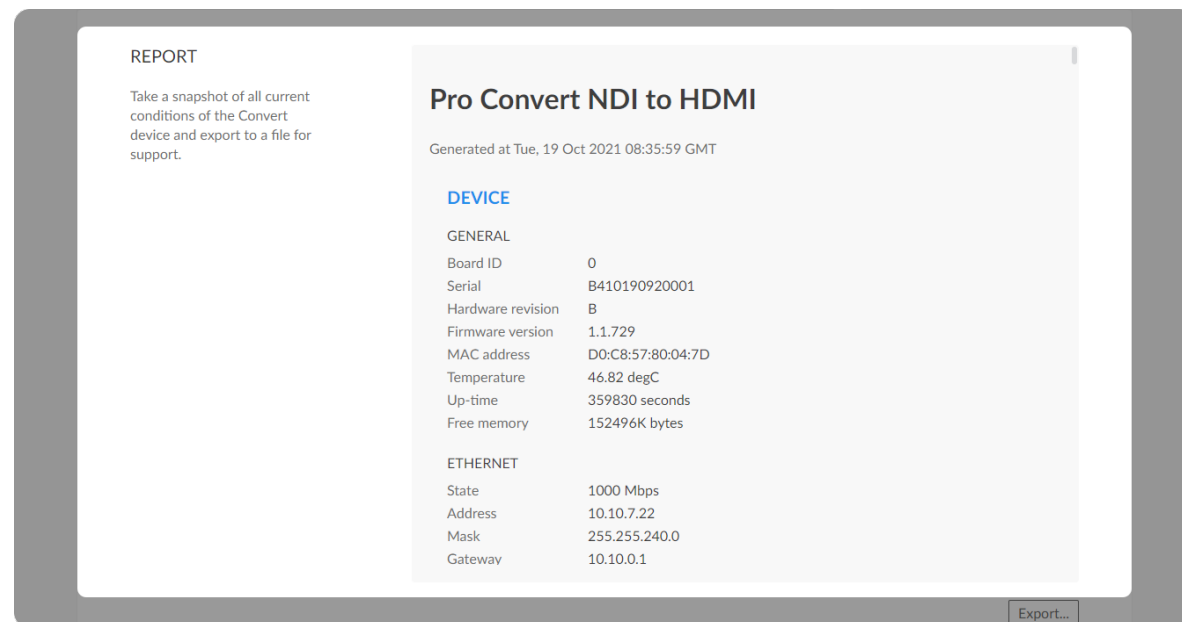 REPORT
Take a snapshot of all current
conditions of the Convert
device and export to a file for
support.
Pro Convert NDI to HDMI
Generated at Tue, 19 Oct 2021 08:35:59 GMT
DEVICE
GENERAL
Board ID 0
Serial B410190920001
Hardware revision B
Firmware version 1.1.729
MAC address D0:C8:57:80:04:7D
Temperature 46.82 degC
Up-time 359830 seconds
Free memory 152496K bytes
ETHERNET
State 1000 Mbps
Address 10.10.7.22
Mask 255.255.240.0
Gateway 10.10.0.1
Export...